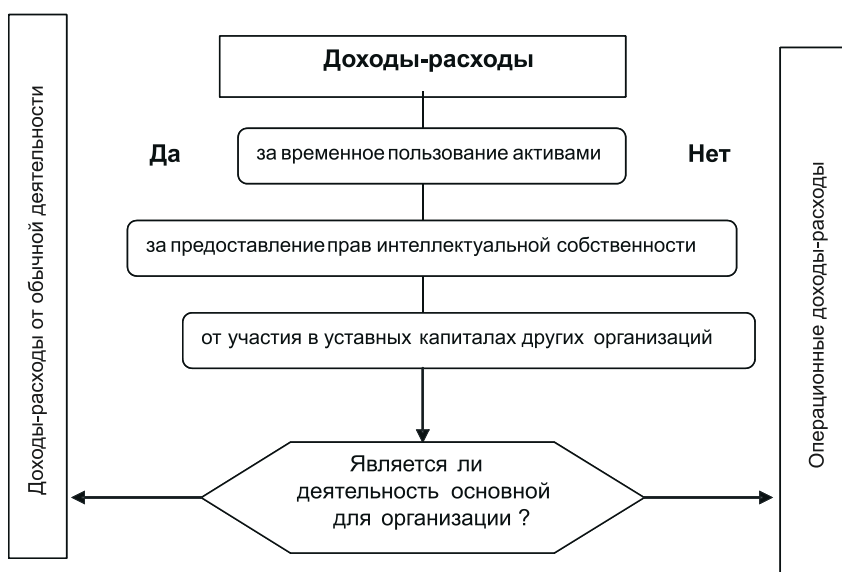 Доходы-расходы
Да
за временное пользование активами
Нет
за предоставление прав интеллектуальной собственности
от участия в уставных капиталах других организаций
Является ли
деятельность основной
для организации ?
Доходы-расходы от обычной деятельности
Операционные доходы-расходы